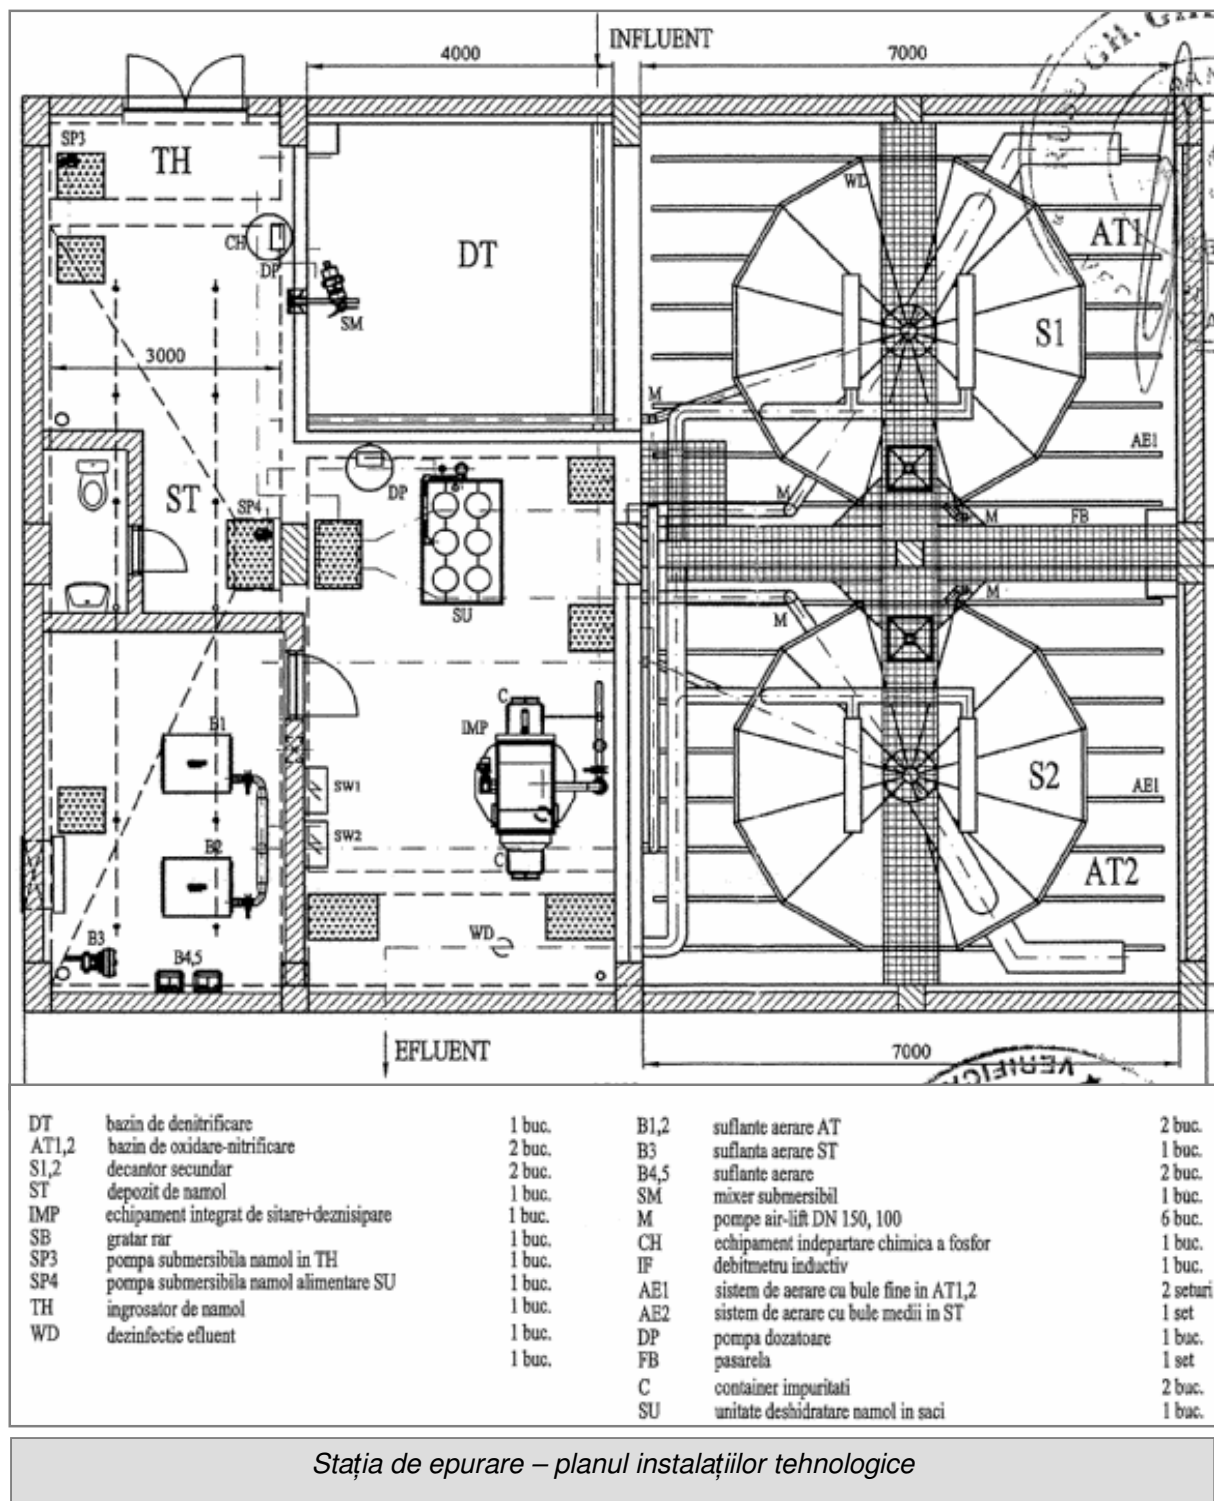 INFLUENT
4000
7000
SP3
TH
WD
AT1
CH
DP
DT
SM
S1
3000
M
AE1
ST
SP4
DP
M
M
FB
SU
M
M
B1
C
IMP
SW1
S2
AE1
SW2
B2
C
AT2
WD
B3
B4,5
EFLUENT
7000
VERIFICA
DT bazin de denitrificare 1 buc.
AT1,2 bazin de oxidare-nitrificare 2 buc.
S1,2 decantor secundar 2 buc.
ST depozit de namol 1 buc.
IMP echipament integrat de sitare+deznisipare 1 buc.
SB gratar rar 1 buc.
SP3 pompa submersibila namol in TH 1 buc.
SP4 pompa submersibila namol alimentare SU 1 buc.
TH ingrosator de namol 1 buc.
WD dezinfectie efluent 1 buc.
1 buc.
B1,2 suflante aerare AT 2 buc.
B3 suflanta aerare ST 1 buc.
B4,5 suflante aerare 2 buc.
SM mixer submersibil 1 buc.
M pompe air-lift DN 150, 100 6 buc.
CH echipament indepartare chimica a fosfor 1 buc.
IF debitmetru inductiv 1 buc.
AE1 sistem de aerare cu bule fine in AT1,2 2 seturi
AE2 sistem de aerare cu bule medii in ST 1 set
DP pompa dozatoare 1 buc.
FB pasarela 1 set
C container impuritati 2 buc.
SU unitate deshidratare namol in saci 1 buc.
Stația de epurare – planul instalațiilor tehnologice